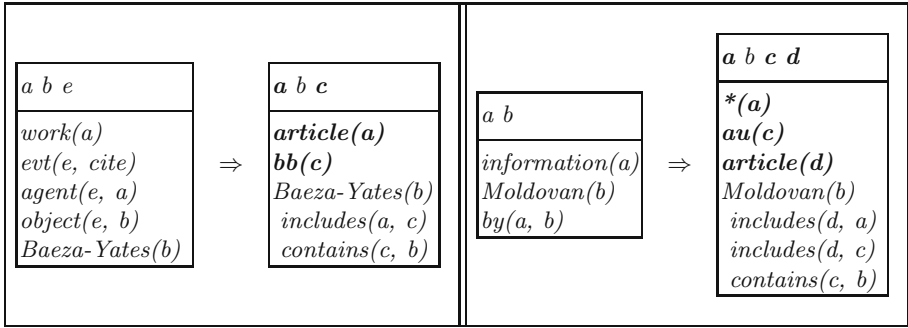 a b e
work(a)
evt(e, cite)
agent(e, a)
object(e, b)
Baeza-Yates(b)
⇒
a b c
article(a)
bb(c)
Baeza-Yates(b)
includes(a, c)
contains(c, b)
a b
information(a)
Moldovan(b)
by(a, b)
⇒
a b c d
*(a)
au(c)
article(d)
Moldovan(b)
includes(d, a)
includes(d, c)
contains(c, b)